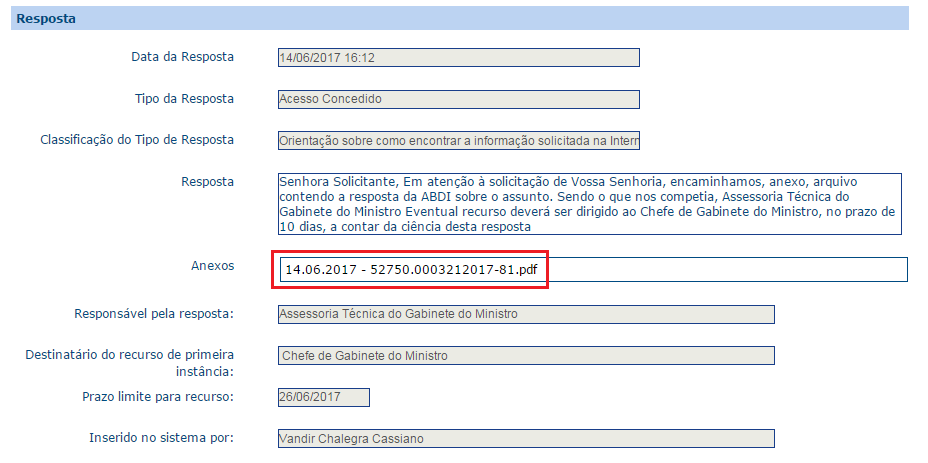 Resposta
Data da Resposta
14/06/2017 16:12
Tipo da Resposta
Acesso Concedido
Classificação do Tipo de Resposta
Orientação sobre como encontrar a informação solicitada na Intern
Resposta
Senhora Solicitante, Em atenção à solicitação de Vossa Senhoria, encaminhamos, anexo, arquivo
contendo a resposta da ABDI sobre o assunto. Sendo o que nos competia, Assessoria Técnica do
Gabinete do Ministro Eventual recurso deverá ser dirigido ao Chefe de Gabinete do Ministro, no prazo de
10 dias, a contar da ciência desta resposta
Anexos
14.06.2017 - 52750.0003212017-81.pdf
Responsável pela resposta:
Assessoria Técnica do Gabinete do Ministro
Destinatário do recurso de primeira
instância:
Chefe de Gabinete do Ministro
Prazo limite para recurso:
26/06/2017
Inserido no sistema por:
Vandir Chalegra Cassiano